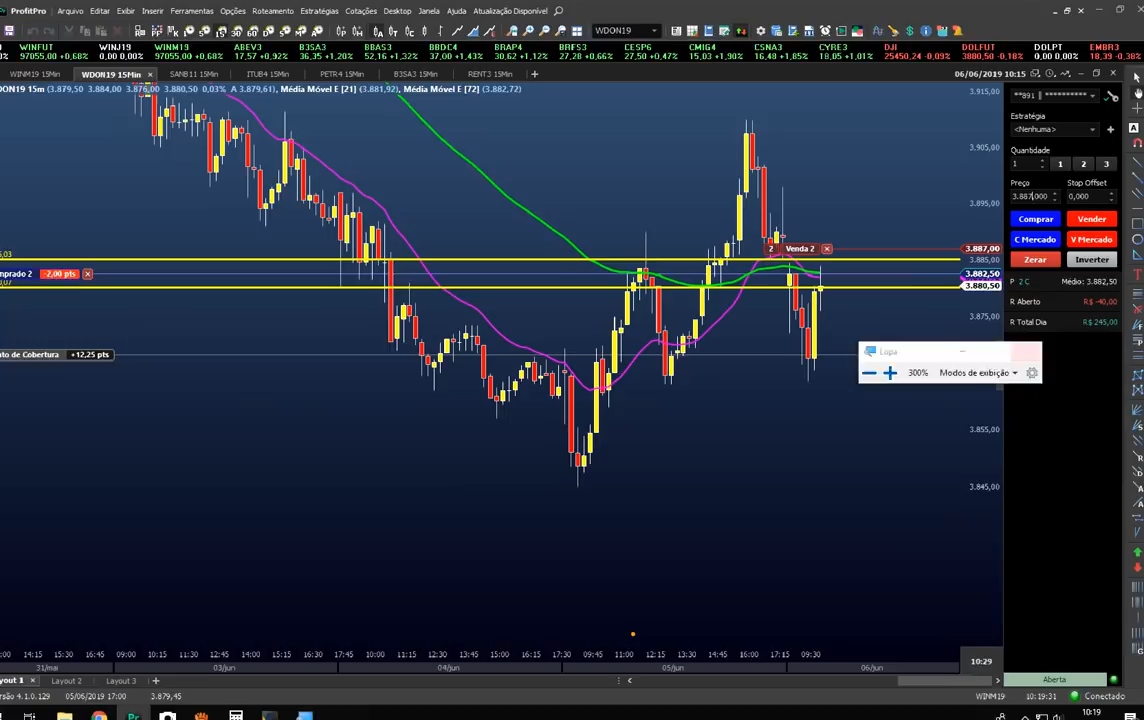 ProfitPro Arquivo Editar Exibir Inserir Ferramentas Funções Roteamento Estratégias Cotações Desktop Janela Ajuda Atualização Disponível
WDON19
WINFUT WINJ19 WINM19 ABEV3 B3SA3 BBAS3 BBDC4 BRAP4 BRFS3 CESP6 CMIG4 CSNA3 CYRE3 DJI DOLFUT DOLPT EMBR3
97055,00 +0,68% 0,00 0,00% 97055,00 +0,68% 17,57 +0,92% 36,35 +1,20% 52,16 +1,32% 37,00 +1,43% 30,62 +1,12% 27,28 +0,66% 27,50 +0,47% 15,03 +1,90% 16,48 +1,85% 18,05 +1,01% 25450,24 -0,09% 3880,50 -0,18% 0,00 0,00% 18,39 -0,38%
WINM19 15Min WDON19 15Min SANB11 15Min ITUB4 15Min PETR4 15Min B3SA3 15Min RENT3 15Min
06/06/2019 10:15
DON19 15m (3.879,50 3.884,00 3.876,00 3.880,50 0,03% A 3.879,61), Média Móvel E [21] (3.881,92), Média Móvel E [72] (3.882,72)
3.915,00
3.905,00
3.895,00
3.887,00
3.885,00
3.882,50
3.880,50
3.875,00
3.855,00
3.845,00
2 Venda 2
5,03
mprado 2 -2,00 pts
0,07
nto de Cobertura +12,25 pts
**891 || **********
Estratégia
<Nenhuma>
Quantidade
1 1 2 3
Preço Stop Offset
3.887,000 0,000
Comprar Vender
C Mercado V Mercado
Zerar Inverter
P 2 C Médio: 3.882,50
R Aberto R$ -40,00
R Total Dia R$ 245,00
Lupa
300% Modos de exibição
:00 14:15 15:30 16:45 09:00 10:15 11:30 12:45 14:00 15:15 16:30 17:45 10:00 11:15 12:30 13:45 15:00 16:15 17:30 09:45 11:00 12:15 13:30 14:45 16:00 17:15 09:30
31/mai 03/jun 04/jun 05/jun 06/jun
10:29
ayout 1 Layout 2 Layout 3
Aberta
rsão 4.1.0.129 05/06/2019 17:00 3.879,45 WINM19 10:19:31 Conectado
10:19